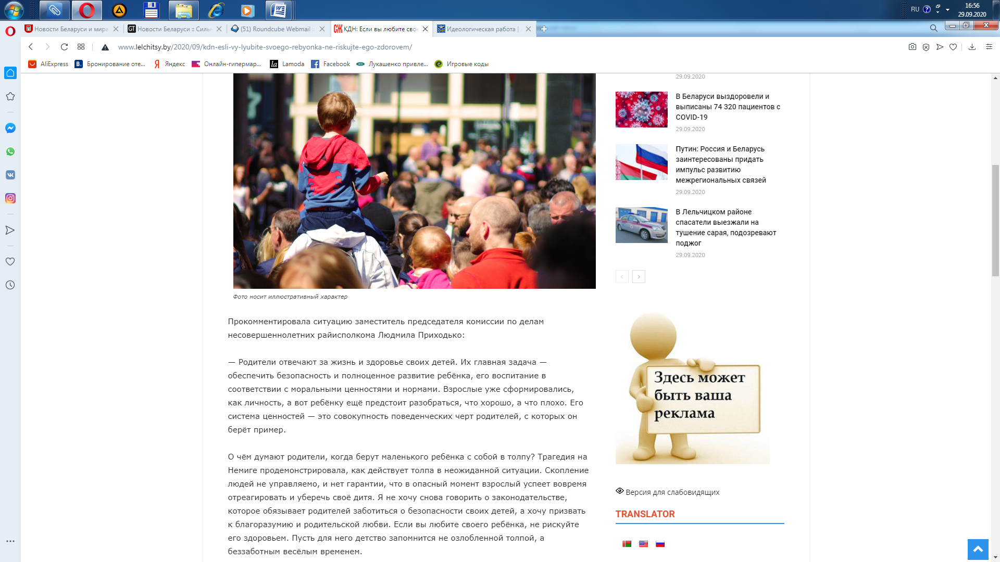 RU
16:56
29.09.2020
Новости Беларуси и мира
Новости Беларуси :: Силь
(51) Roundcube Webmail :
КДН: Если вы любите свое
Идеологическая работа |
www.lelchitsy.by/2020/09/kdn-esli-vy-lyubite-svoego-rebyonka-ne-riskujte-ego-zdorovem/
AliExpress
Бронирование оте...
Яндекс
Онлайн-гипермар...
Lamoda
Facebook
Лукашенко привле...
Игровые коды
Фото носит иллюстративный характер
Прокомментировала ситуацию заместитель председателя комиссии по делам
несовершеннолетних райисполкома Людмила Приходько:
— Родители отвечают за жизнь и здоровье своих детей. Их главная задача —
обеспечить безопасность и полноценное развитие ребёнка, его воспитание в
соответствии с моральными ценностями и нормами. Взрослые уже сформировались,
как личность, а вот ребёнку ещё предстоит разобраться, что хорошо, а что плохо. Его
система ценностей — это совокупность поведенческих черт родителей, с которых он
берёт пример.
О чём думают родители, когда берут маленького ребёнка с собой в толпу? Трагедия на
Немиге продемонстрировала, как действует толпа в неожиданной ситуации. Скопление
людей не управляемо, и нет гарантии, что в опасный момент взрослый успеет вовремя
отреагировать и уберечь своё дитя. Я не хочу снова говорить о законодательстве,
которое обязывает родителей заботиться о безопасности своих детей, а хочу призвать
к благоразумию и родительской любви. Если вы любите своего ребёнка, не рискуйте
его здоровьем. Пусть для него детство запомнится не озлобленной толпой, а
беззаботным весёлым временем.
29.09.2020
В Беларуси выздоровели и
выписаны 74 320 пациентов с
COVID-19
29.09.2020
Путин: Россия и Беларусь
заинтересованы придать
импульс развитию
межрегиональных связей
29.09.2020
В Лельчицком районе
спасатели выезжали на
тушение сарая, подозревают
поджог
29.09.2020
Здесь может
быть ваша
реклама
Версия для слабовидящих
TRANSLATOR